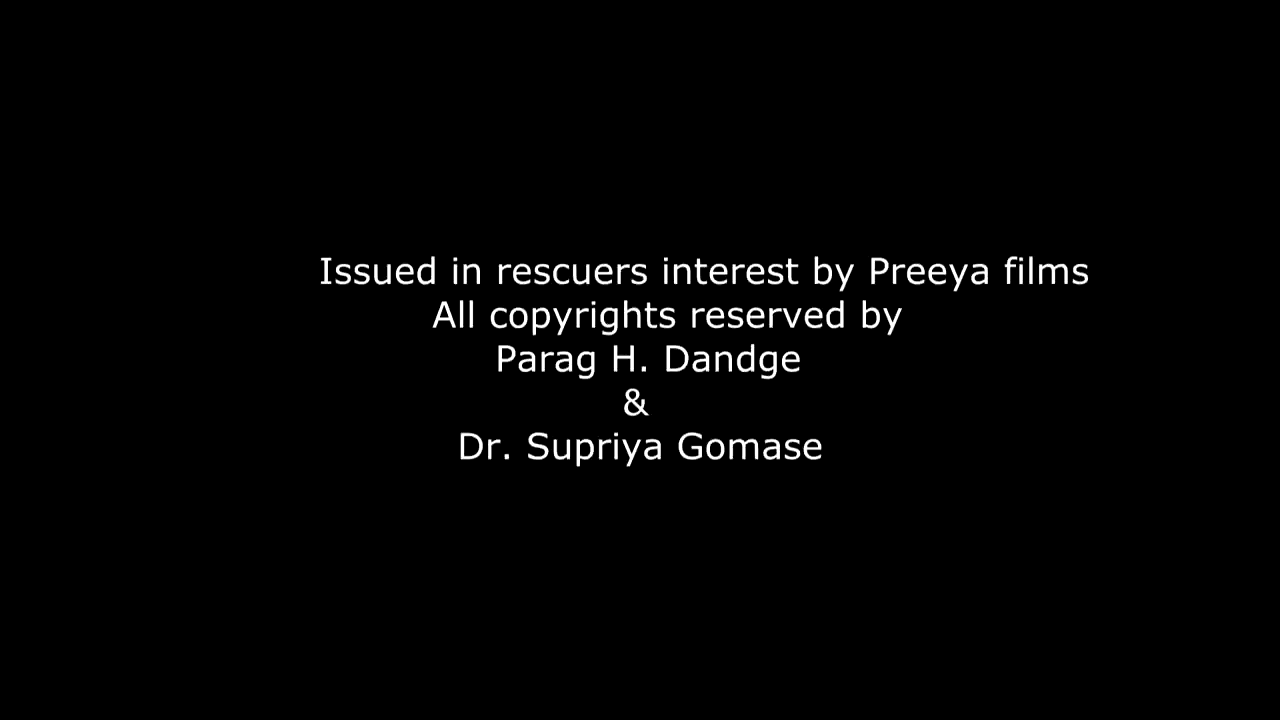 Issued in rescuers interest by Preeya films
All copyrights reserved by
Parag H. Dandge
&
Dr. Supriya Gomase